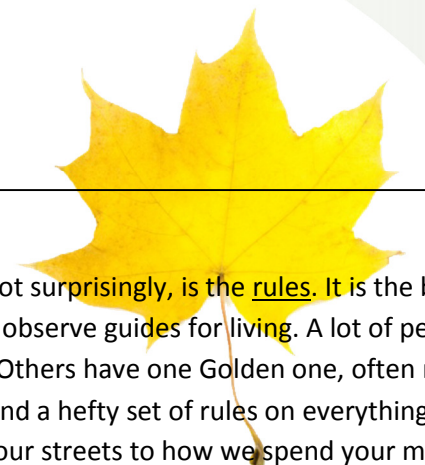 ot surprisingly, is the rules. It is the b
observe guides for living. A lot of pe
Others have one Golden one, often
nd a hefty set of rules on everything
our streets to how we spend your m